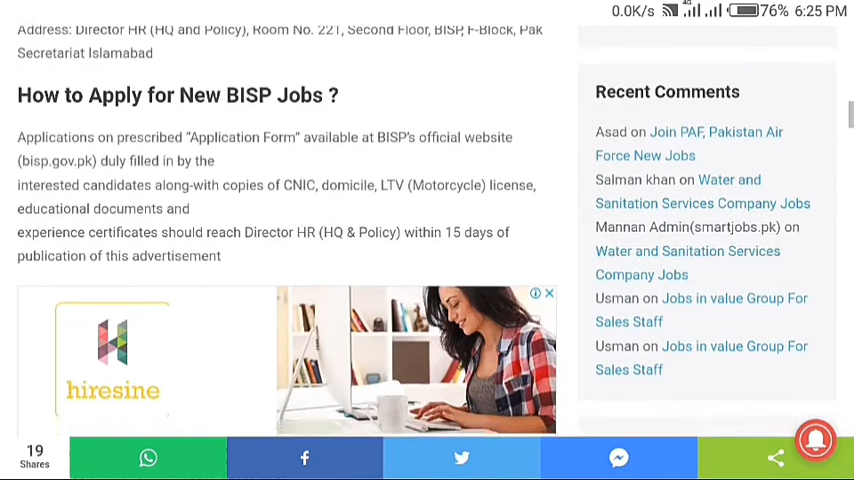 0.0K/s 4G 76% 6:25 PM
Address: Director HR (HQ and Policy), Room No. 221, Second Floor, BISP, F-Block, Pak
Secretariat Islamabad
How to Apply for New BISP Jobs ?
Applications on prescribed “Application Form” available at BISP's official website
(bisp.gov.pk) duly filled in by the
interested candidates along-with copies of CNIC, domicile, LTV (Motorcycle) license,
educational documents and
experience certificates should reach Director HR (HQ & Policy) within 15 days of
publication of this advertisement
hiresine
Recent Comments
Asad on Join PAF, Pakistan Air
Force New Jobs
Salman khan on Water and
Sanitation Services Company Jobs
Mannan Admin(smartjobs.pk) on
Water and Sanitation Services
Company Jobs
Usman on Jobs in value Group For
Sales Staff
Usman on Jobs in value Group For
Sales Staff
19
Shares